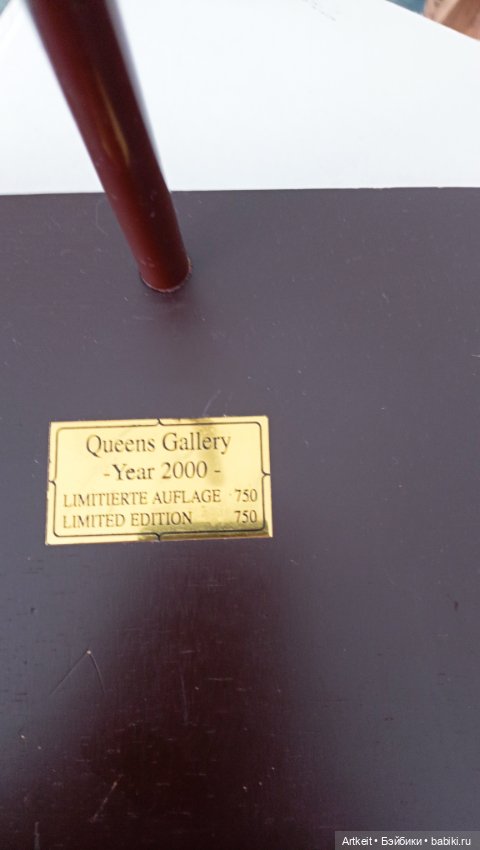 Queens Gallery
-Year 2000 -
LIMITIERTE AUFLAGE 750
LIMITED EDITION 750
Artkeit • Бэйбики • babiki.ru